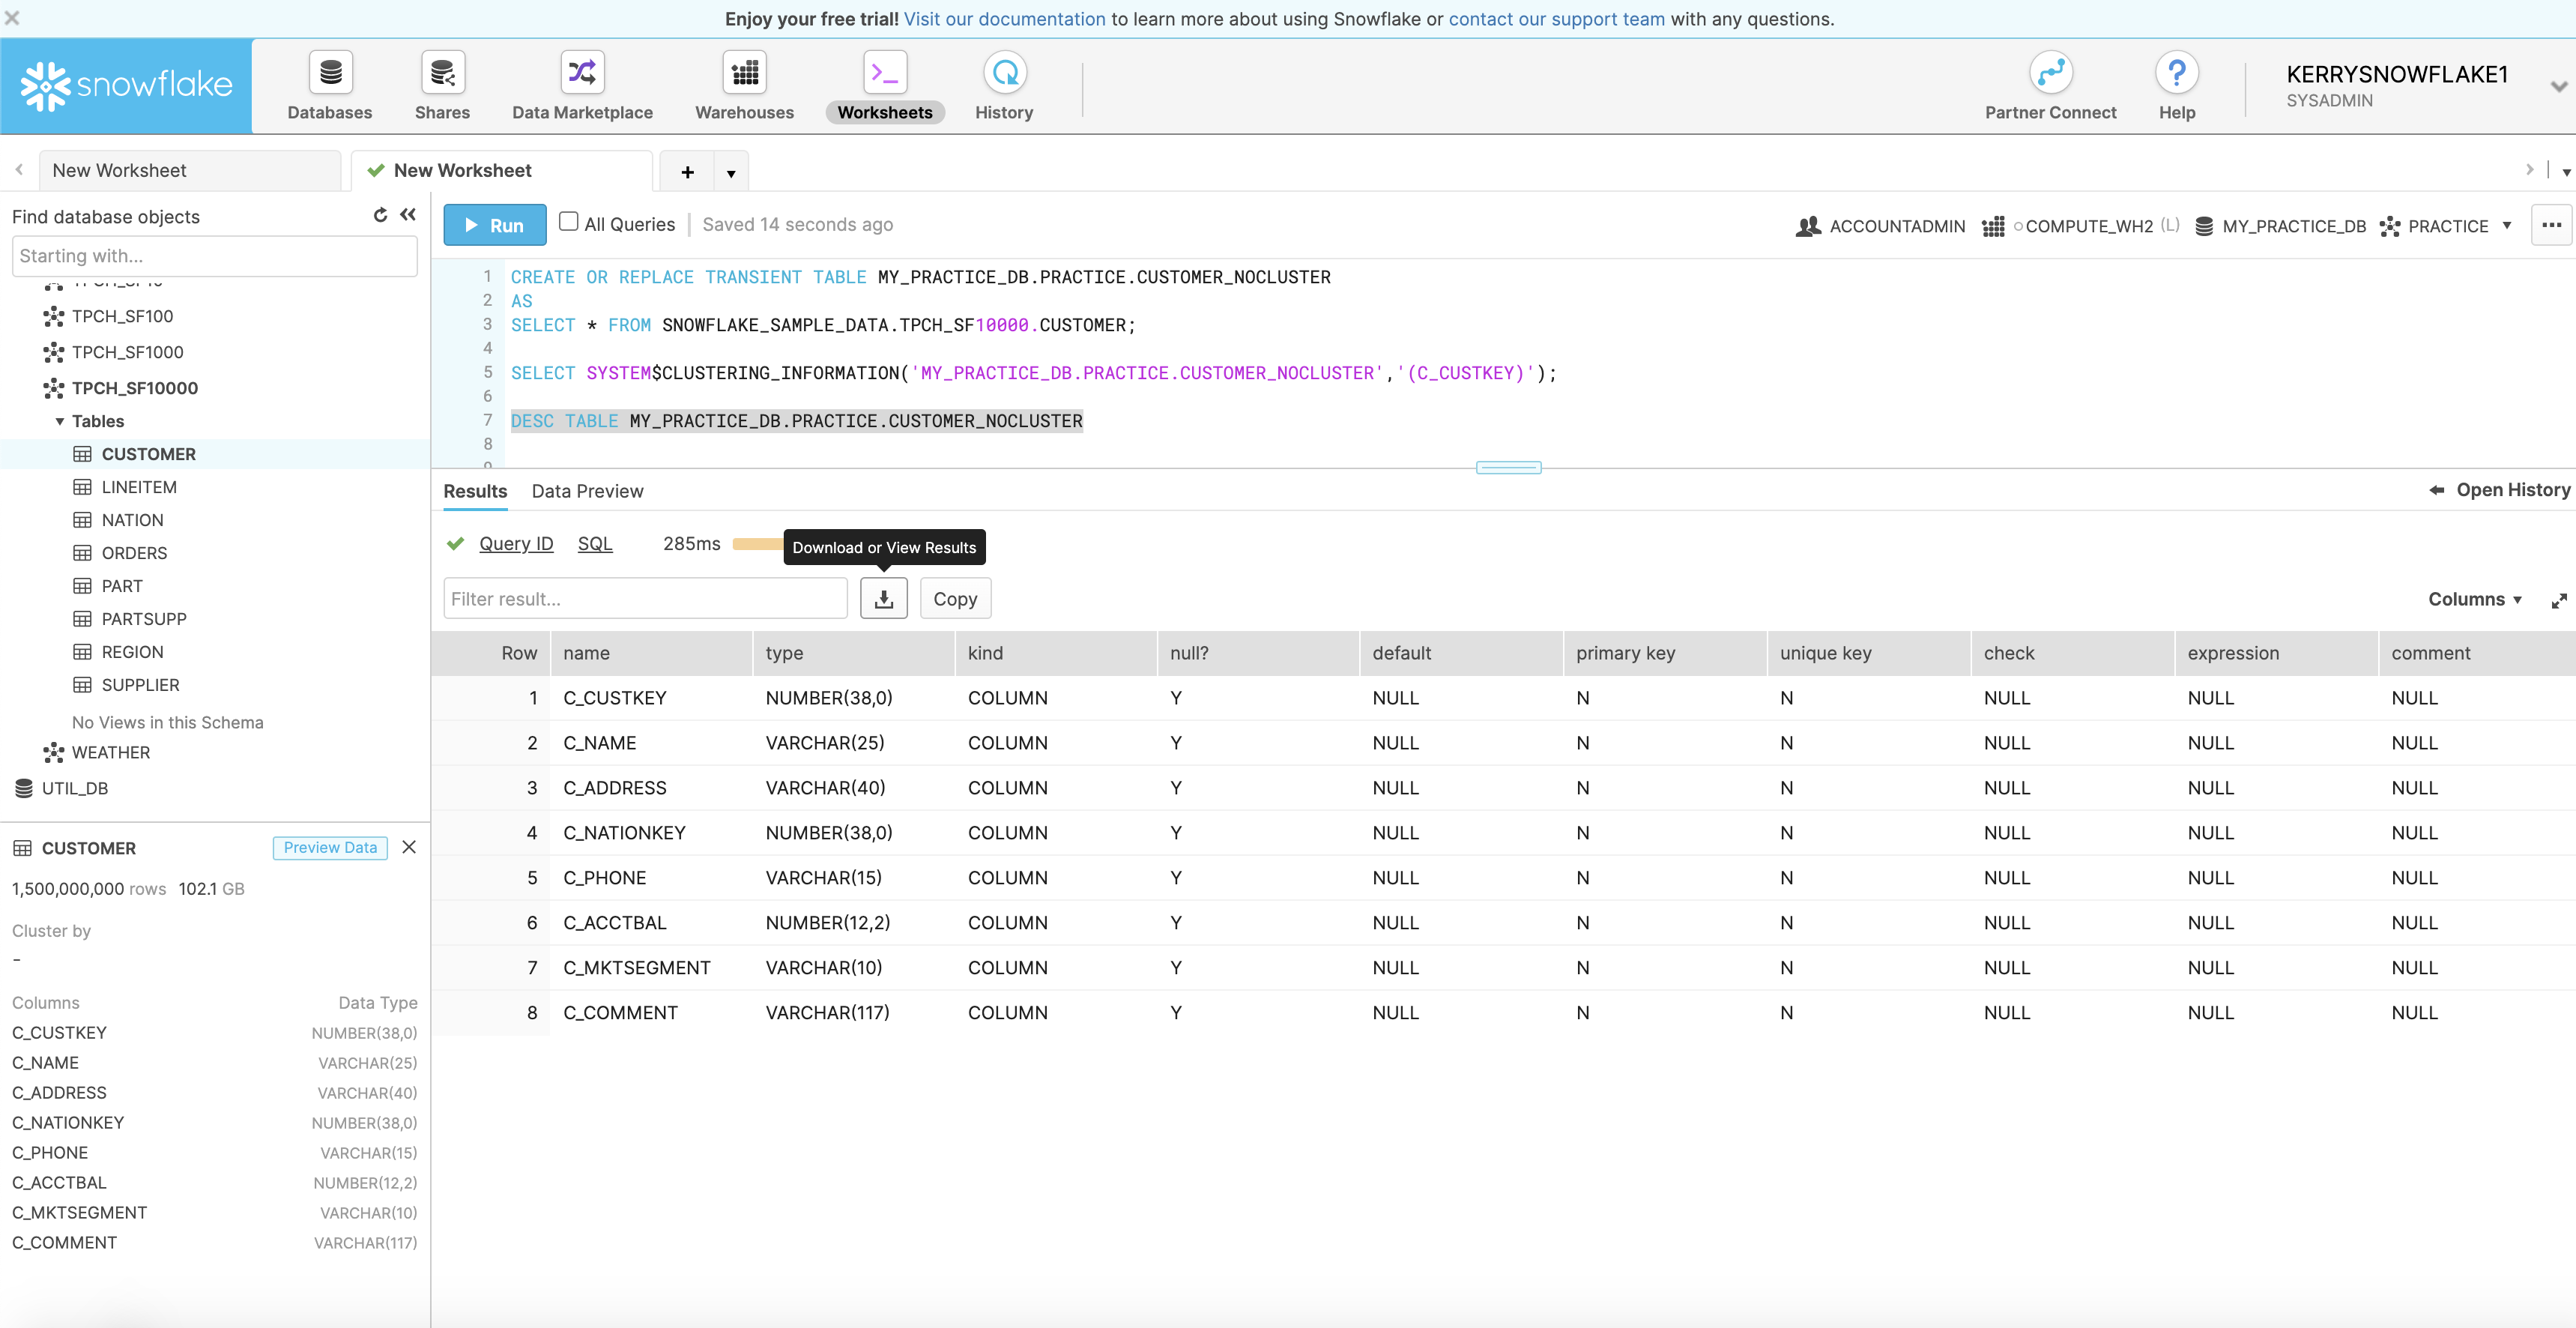 Enjoy your free trial! Visit our documentation to learn more about using Snowflake or contact our support team with any questions.
snowflake
Databases Shares Data Marketplace Warehouses Worksheets History Partner Connect Help
KERRYSNOWFLAKE1
SYSADMIN
New Worksheet New Worksheet +
Find database objects
Starting with...
TPCH_SF100
TPCH_SF1000
TPCH_SF10000
Tables
CUSTOMER
LINEITEM
NATION
ORDERS
PART
PARTSUPP
REGION
SUPPLIER
No Views in this Schema
WEATHER
UTIL_DB
CUSTOMER Preview Data
1,500,000,000 rows 102.1 GB
Cluster by
-
Columns Data Type
C_CUSTKEY NUMBER(38,0)
C_NAME VARCHAR(25)
C_ADDRESS VARCHAR(40)
C_NATIONKEY NUMBER(38,0)
C_PHONE VARCHAR(15)
C_ACCTBAL NUMBER(12,2)
C_MKTSEGMENT VARCHAR(10)
C_COMMENT VARCHAR(117)
Run All Queries | Saved 14 seconds ago ACCOUNTADMIN COMPUTE_WH2 (L) MY_PRACTICE_DB PRACTICE ...
1 CREATE OR REPLACE TRANSIENT TABLE MY_PRACTICE_DB.PRACTICE.CUSTOMER_NOCLUSTER
2 AS
3 SELECT * FROM SNOWFLAKE_SAMPLE_DATA.TPCH_SF10000.CUSTOMER;
4
5 SELECT SYSTEM$CLUSTERING_INFORMATION('MY_PRACTICE_DB.PRACTICE.CUSTOMER_NOCLUSTER','(C_CUSTKEY)');
6
7 DESC TABLE MY_PRACTICE_DB.PRACTICE.CUSTOMER_NOCLUSTER
8
Results Data Preview Open History
Query ID SQL 285ms Download or View Results
Filter result... Copy Columns
Row name type kind null? default primary key unique key check expression comment
1 C_CUSTKEY NUMBER(38,0) COLUMN Y NULL N N NULL NULL NULL
2 C_NAME VARCHAR(25) COLUMN Y NULL N N NULL NULL NULL
3 C_ADDRESS VARCHAR(40) COLUMN Y NULL N N NULL NULL NULL
4 C_NATIONKEY NUMBER(38,0) COLUMN Y NULL N N NULL NULL NULL
5 C_PHONE VARCHAR(15) COLUMN Y NULL N N NULL NULL NULL
6 C_ACCTBAL NUMBER(12,2) COLUMN Y NULL N N NULL NULL NULL
7 C_MKTSEGMENT VARCHAR(10) COLUMN Y NULL N N NULL NULL NULL
8 C_COMMENT VARCHAR(117) COLUMN Y NULL N N NULL NULL NULL